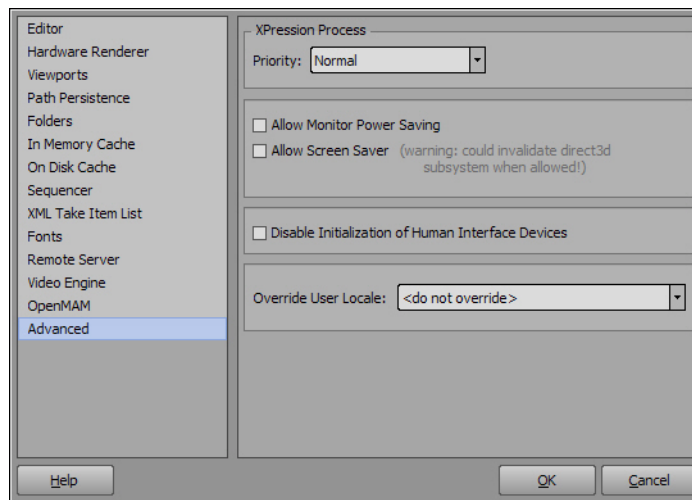 Editor
Hardware Renderer
Viewports
Path Persistence
Folders
In Memory Cache
On Disk Cache
Sequencer
XML Take Item List
Fonts
Remote Server
Video Engine
OpenMAM
Advanced
XPression Process
Priority: Normal
Allow Monitor Power Saving
Allow Screen Saver (warning: could invalidate direct3d
subsystem when allowed!)
Disable Initialization of Human Interface Devices
Override User Locale: <do not override>
Help OK Cancel